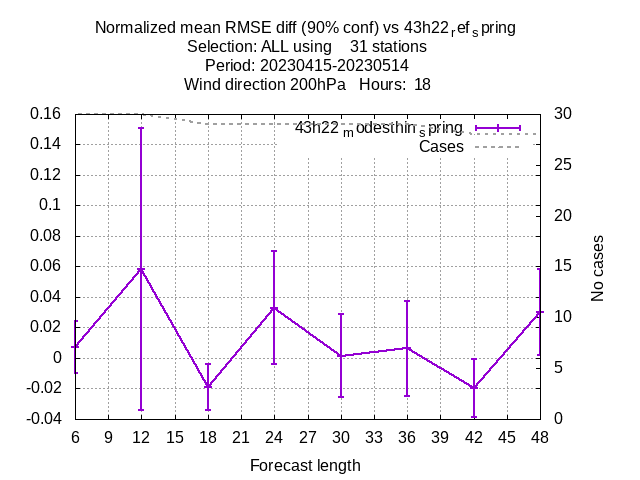 Normalized mean RMSE diff (90% conf) vs 43h22refspring
Selection: ALL using 31 stations
Period: 20230415-20230514
Wind direction 200hPa Hours: 18
43h22modesthinspring
Cases
0.16
0.14
0.12
0.1
0.08
0.06
0.04
0.02
0
-0.02
-0.04
30
25
20
15
10
5
0
No cases
6 9 12 15 18 21 24 27 30 33 36 39 42 45 48
Forecast length